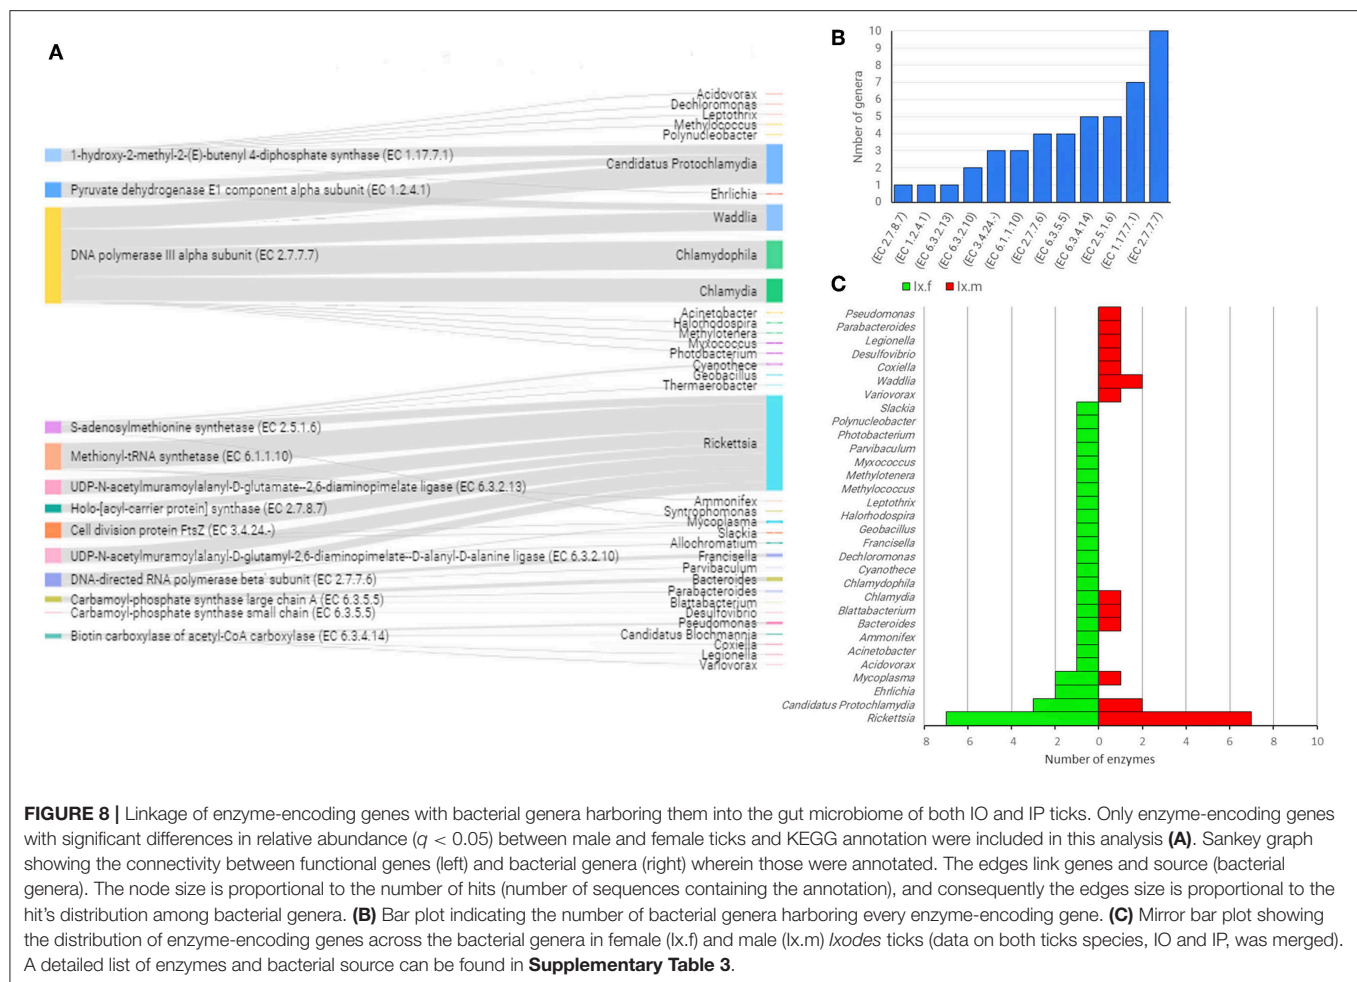 A
Acidovorax
Dechlpromonas
Leptothrix
Methylococcus
Polynucleobacter
1-hydroxy-2-methyl-2-(E)-butenyl 4-diphosphate synthase (EC 1.17.7.1)
Candidatus Protochlamydia
Pyruvate dehydrogenase E1 component alpha subunit (EC 1.2.4.1)
Ehrlichia
Waddlia
DNA polymerase III alpha subunit (EC 2.7.7.7)
Chlamydophila
Chlamydia
Acinetobacter
Halorhodospira
Methylotenera
Myxococcus
Photobacterium
Cyanothece
Geobacillus
Thermaerobacter
S-adenosylmethionine synthetase (EC 2.5.1.6)
Rickettsia
Methionyl-tRNA synthetase (EC 6.1.1.10)
UDP-N-acetylmuramoylalanyl-D-glutamate--2,6-diaminopimelate ligase (EC 6.3.2.13)
Holo-[acyl-carrier protein] synthase (EC 2.7.8.7)
Ammonifex
Syntrophomonas
Mycoplasma
Cell division protein FtsZ (EC 3.4.24.-)
Slackia
Allochromatium
UDP-N-acetylmuramoylalanyl-D-glutamyl-2,6-diaminopimelate--D-alanyl-D-alanine ligase (EC 6.3.2.10)
Francisella
Parvibaculum
DNA-directed RNA polymerase beta' subunit (EC 2.7.7.6)
Bacteroides
Parabacteroides
Carbamoyl-phosphate synthase large chain A (EC 6.3.5.5)
Blattabacterium
Carbamoyl-phosphate synthase small chain (EC 6.3.5.5)
Desulfovibrio
Pseudomonas
Biotin carboxylase of acetyl-CoA carboxylase (EC 6.3.4.14)
Candidatus Blochmannia
Coxiella
Legionella
Variovorax
B
Nmber of genera
10
9
8
7
6
5
4
3
2
1
0
(EC 2.7.8.7)
(EC 1.2.4.1)
(EC 6.3.2.13)
(EC 6.3.2.10)
(EC 3.4.24.-)
(EC 6.1.1.10)
(EC 2.7.7.6)
(EC 6.3.5.5)
(EC 6.3.4.14)
(EC 2.5.1.6)
(EC 1.17.7.1)
(EC 2.7.7.7)
C
Ix.f Ix.m
Pseudomonas
Parabacteroides
Legionella
Desulfovibrio
Coxiella
Waddlia
Variovorax
Slackia
Polynucleobacter
Photobacterium
Parvibaculum
Myxococcus
Methylotenera
Methylococcus
Leptothrix
Halorhodospira
Geobacillus
Francisella
Dechloromonas
Cyanothece
Chlamydophila
Chlamydia
Blattabacterium
Bacteroides
Ammonifex
Acinetobacter
Acidovorax
Mycoplasma
Ehrlichia
Candidatus Protochlamydia
Rickettsia
8 6 4 2 0 2 4 6 8 10
Number of enzymes
FIGURE 8 | Linkage of enzyme-encoding genes with bacterial genera harboring them into the gut microbiome of both IO and IP ticks. Only enzyme-encoding genes
with significant differences in relative abundance (q < 0.05) between male and female ticks and KEGG annotation were included in this analysis (A). Sankey graph
showing the connectivity between functional genes (left) and bacterial genera (right) wherein those were annotated. The edges link genes and source (bacterial
genera). The node size is proportional to the number of hits (number of sequences containing the annotation), and consequently the edges size is proportional to the
hit's distribution among bacterial genera. (B) Bar plot indicating the number of bacterial genera harboring every enzyme-encoding gene. (C) Mirror bar plot showing
the distribution of enzyme-encoding genes across the bacterial genera in female (Ix.f) and male (Ix.m) Ixodes ticks (data on both ticks species, IO and IP, was merged).
A detailed list of enzymes and bacterial source can be found in Supplementary Table 3.